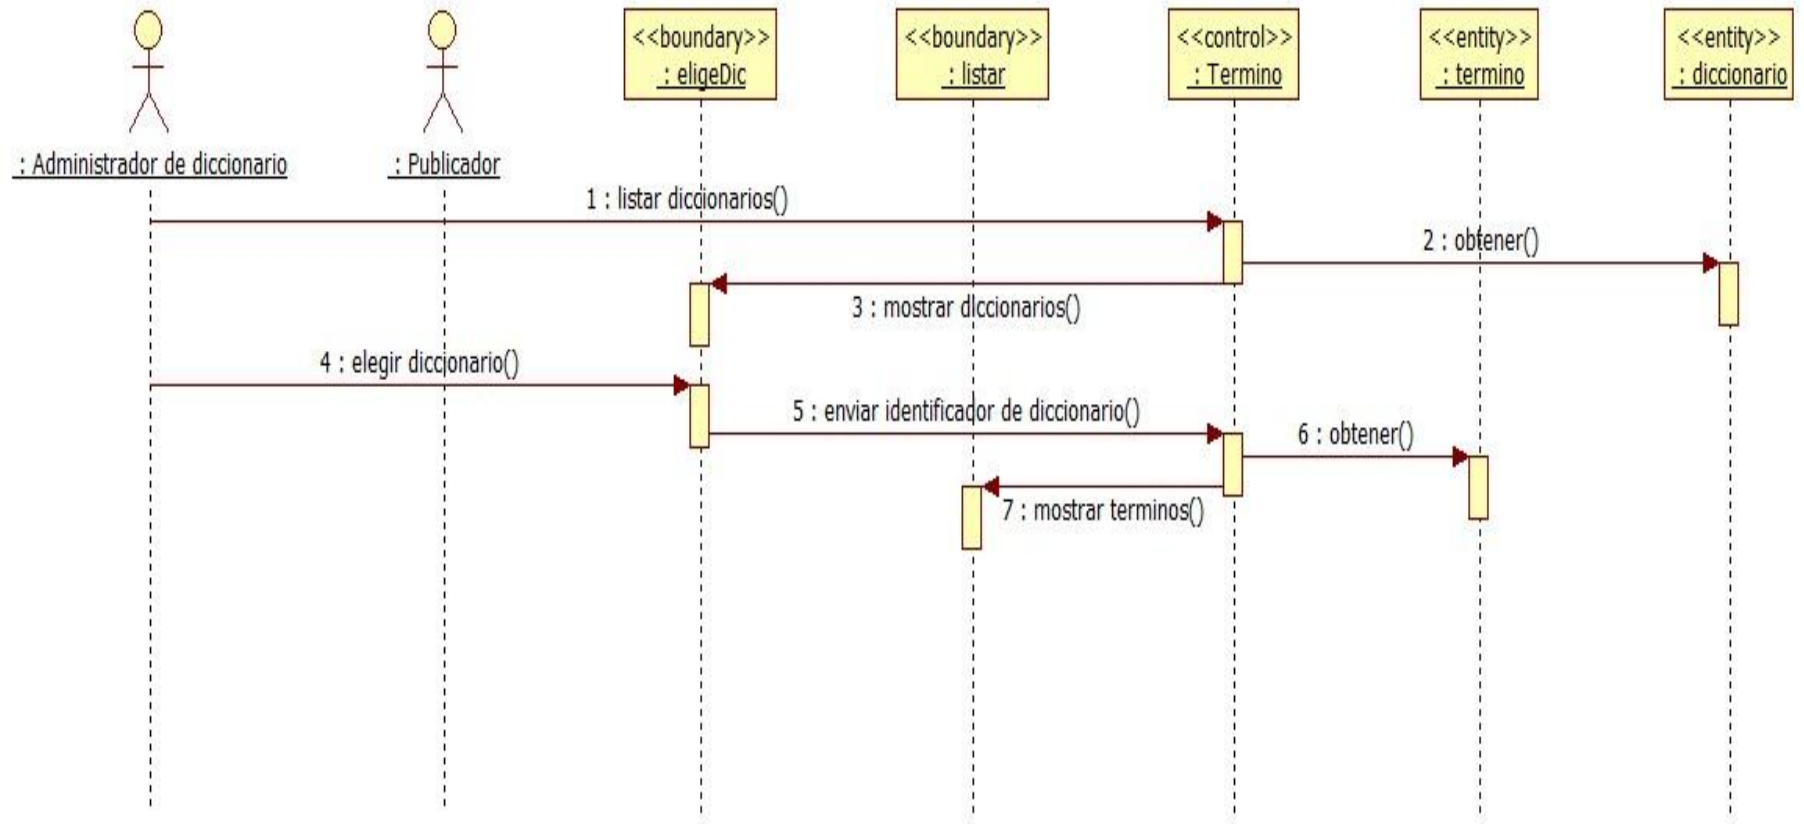 <<boundary>>
: eligeDic
<<boundary>>
: listar
<<control>>
: Termino
<<entity>>
: termino
<<entity>>
: diccionario
: Administrador de diccionario
: Publicador
1 : listar diccionarios()
2 : obtener()
3 : mostrar diccionarios()
4 : elegir diccionario()
5 : enviar identificador de diccionario()
6 : obtener()
7 : mostrar terminos()